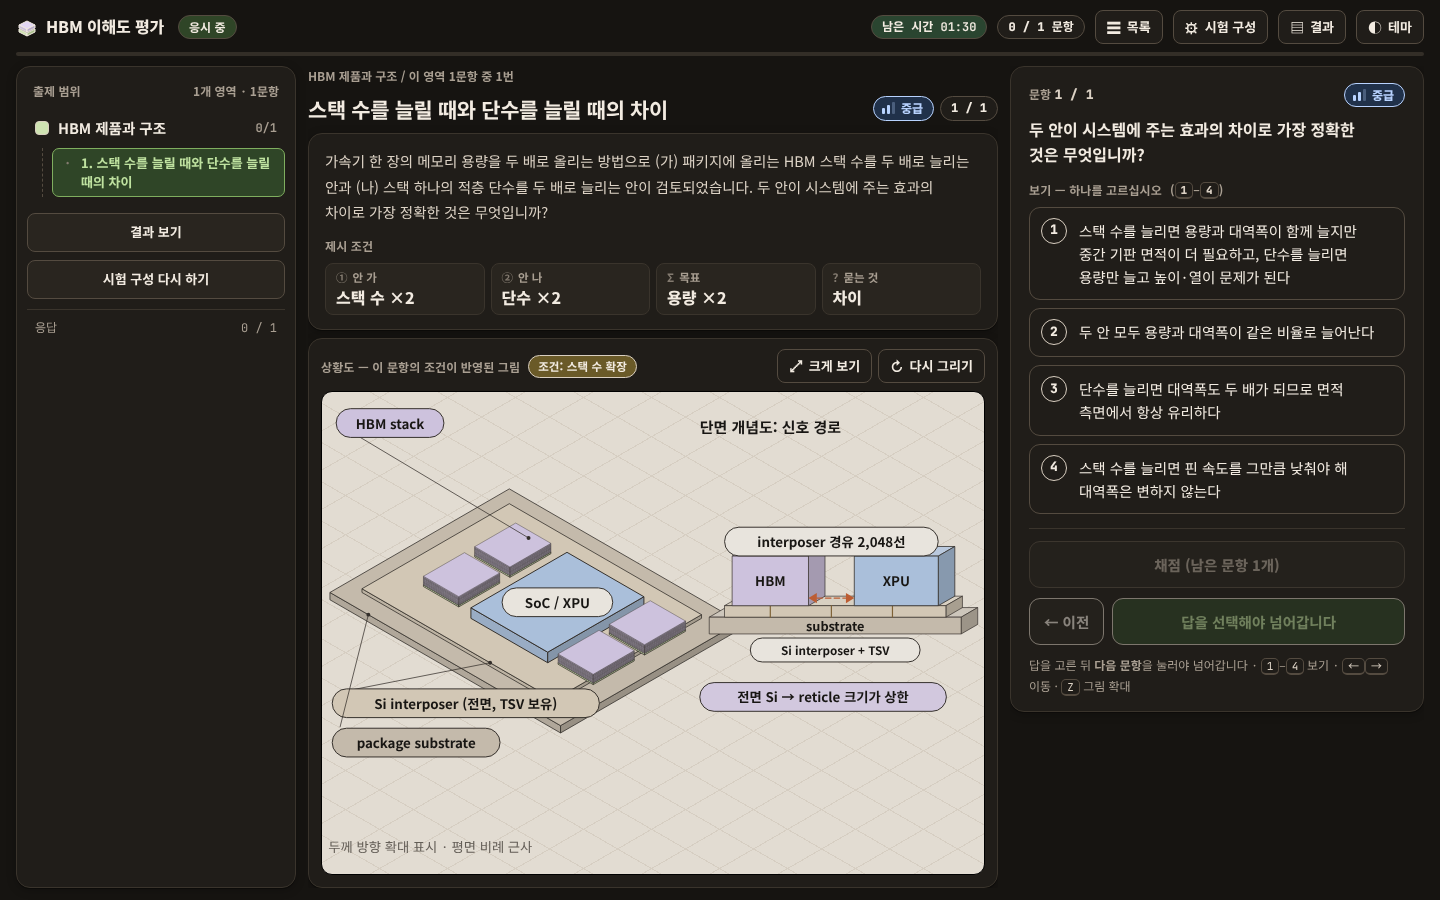 HBM 이해도 평가
응시 중
남은 시간 01:30
0 / 1 문항
목록
시험 구성
결과
테마
출제 범위
1개 영역 · 1문항
HBM 제품과 구조
0/1
1. 스택 수를 늘릴 때와 단수를 늘릴
때의 차이
결과 보기
시험 구성 다시 하기
응답
0 / 1
HBM 제품과 구조 / 이 영역 1문항 중 1번
스택 수를 늘릴 때와 단수를 늘릴 때의 차이
중급
1 / 1
가속기 한 장의 메모리 용량을 두 배로 올리는 방법으로 (가) 패키지에 올리는 HBM 스택 수를 두 배로 늘리는
안과 (나) 스택 하나의 적층 단수를 두 배로 늘리는 안이 검토되었습니다. 두 안이 시스템에 주는 효과의
차이로 가장 정확한 것은 무엇입니까?
제시 조건
① 안 가
스택 수 ×2
② 안 나
단수 ×2
Σ 목표
용량 ×2
? 묻는 것
차이
상황도 — 이 문항의 조건이 반영된 그림
조건: 스택 수 확장
크게 보기
다시 그리기
HBM stack
단면 개념도: 신호 경로
interposer 경유 2,048선
HBM
XPU
SoC / XPU
substrate
Si interposer + TSV
전면 Si → reticle 크기가 상한
Si interposer (전면, TSV 보유)
package substrate
두께 방향 확대 표시 · 평면 비례 근사
문항 1 / 1
중급
두 안이 시스템에 주는 효과의 차이로 가장 정확한
것은 무엇입니까?
보기 — 하나를 고르십시오 (1–4)
1 스택 수를 늘리면 용량과 대역폭이 함께 늘지만
중간 기판 면적이 더 필요하고, 단수를 늘리면
용량만 늘고 높이·열이 문제가 된다
2 두 안 모두 용량과 대역폭이 같은 비율로 늘어난다
3 단수를 늘리면 대역폭도 두 배가 되므로 면적
측면에서 항상 유리하다
4 스택 수를 늘리면 핀 속도를 그만큼 낮춰야 해
대역폭은 변하지 않는다
채점 (남은 문항 1개)
← 이전
답을 선택해야 넘어갑니다
답을 고른 뒤 다음 문항을 눌러야 넘어갑니다 · 1–4 보기 · ← →
이동 · Z 그림 확대